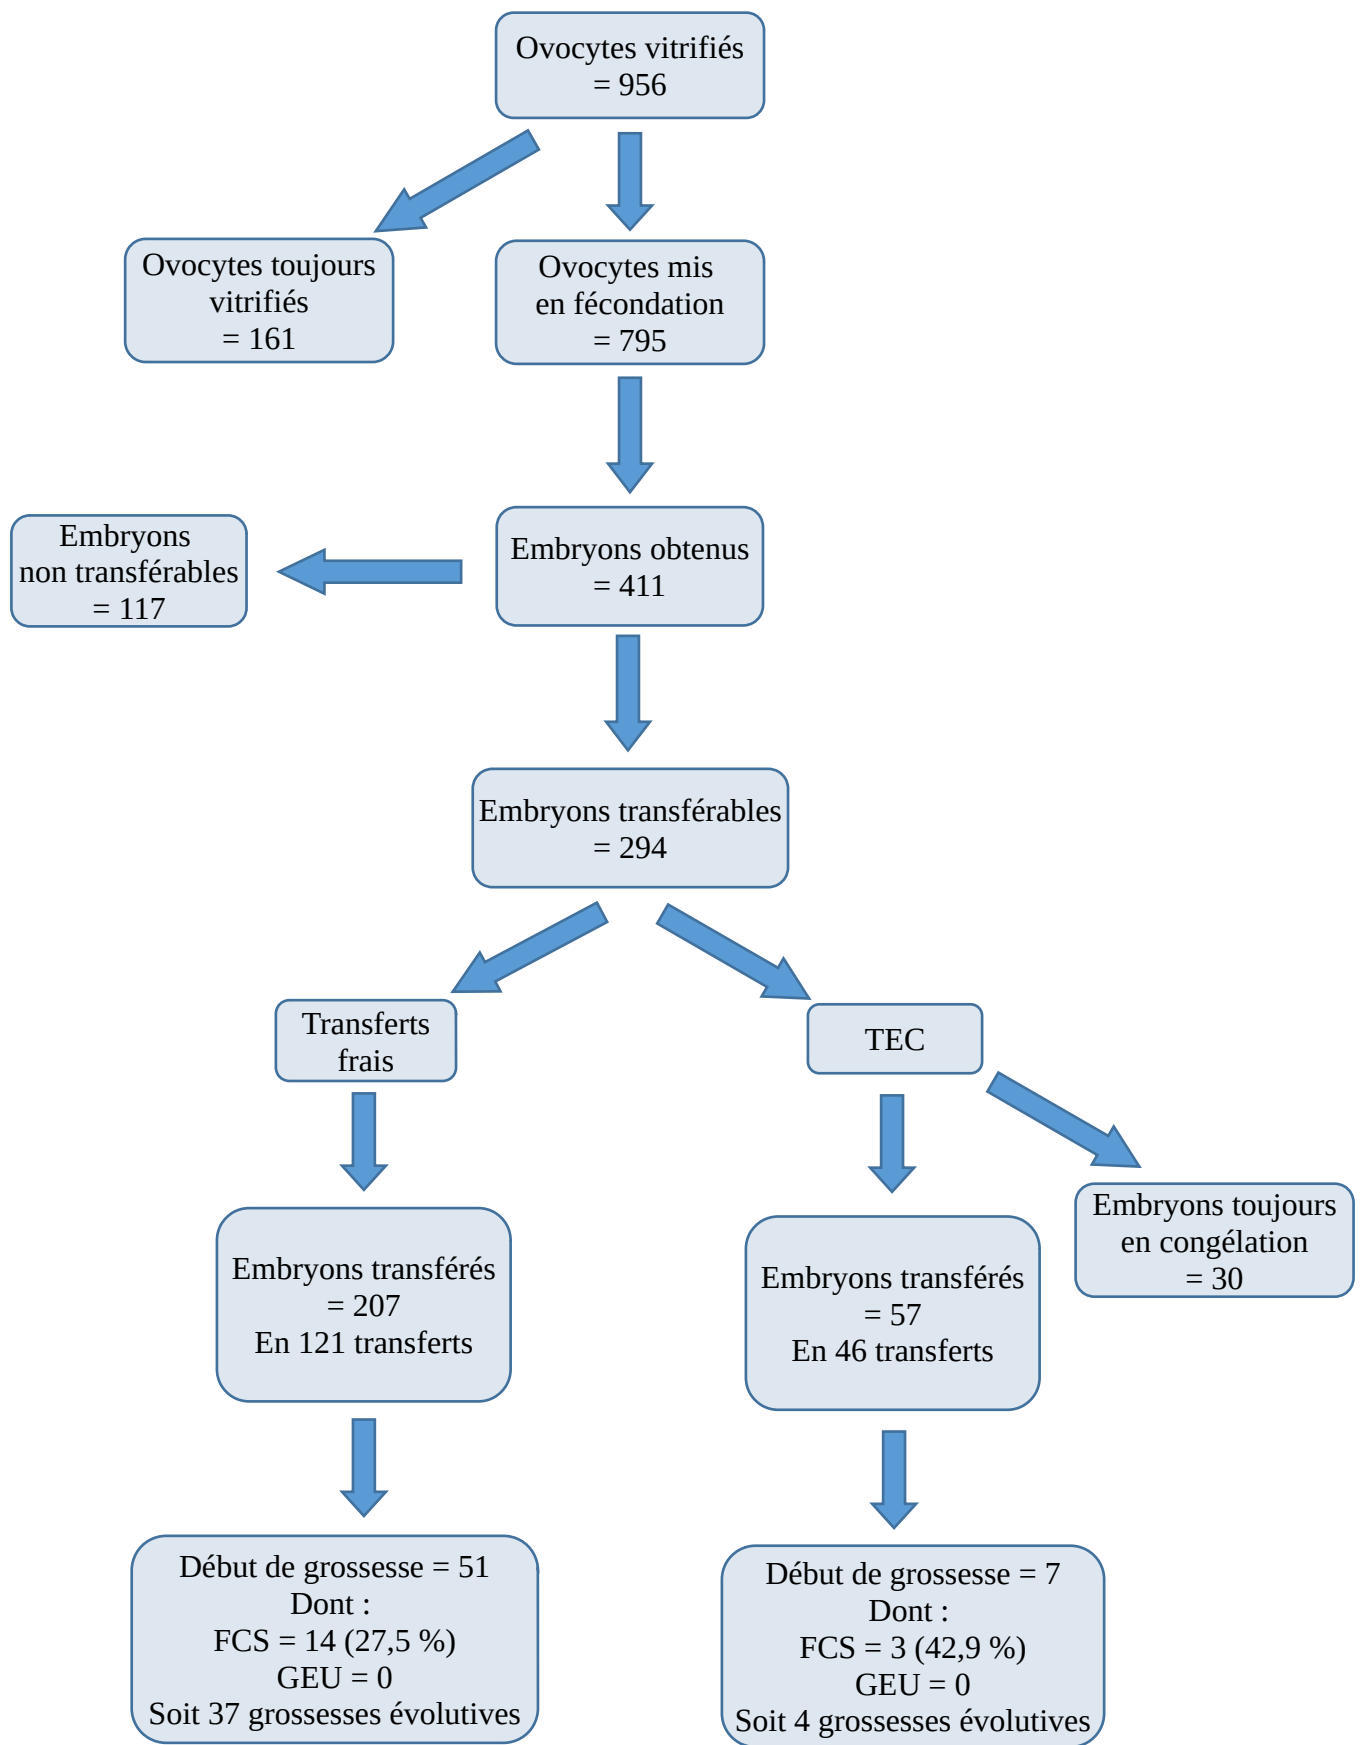 Ovocytes vitrifiés
= 956
Ovocytes toujours
vitrifiés
= 161
Ovocytes mis
en fécondation
= 795
Embryons
non transférables
= 117
Embryons obtenus
= 411
Embryons transférables
= 294
Transferts
frais
TEC
Embryons transférés
= 207
En 121 transferts
Embryons transférés
= 57
En 46 transferts
Embryons toujours
en congélation
= 30
Début de grossesse = 51
Dont :
FCS = 14 (27,5 %)
GEU = 0
Soit 37 grossesses évolutives
Début de grossesse = 7
Dont :
FCS = 3 (42,9 %)
GEU = 0
Soit 4 grossesses évolutives